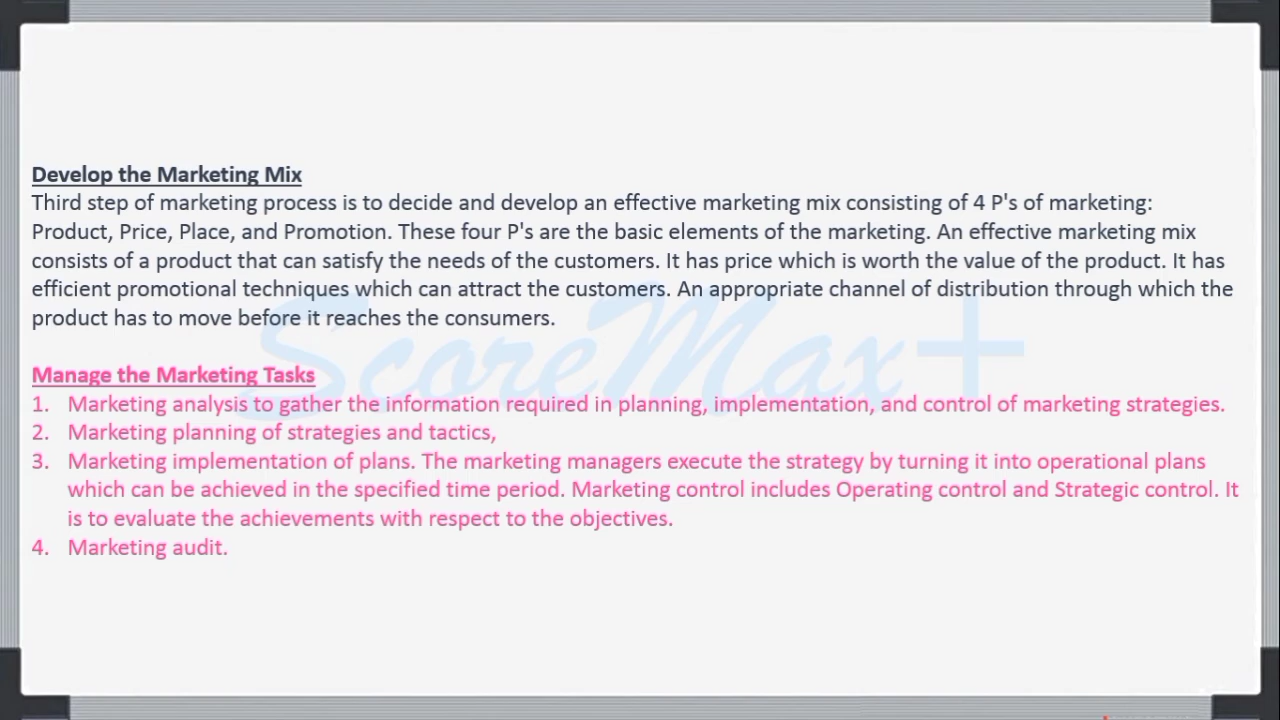 Develop the Marketing Mix
Third step of marketing process is to decide and develop an effective marketing mix consisting of 4 P's of marketing:
Product, Price, Place, and Promotion. These four P's are the basic elements of the marketing. An effective marketing mix
consists of a product that can satisfy the needs of the customers. It has price which is worth the value of the product. It has
efficient promotional techniques which can attract the customers. An appropriate channel of distribution through which the
product has to move before it reaches the consumers.
ScoreMax+
Manage the Marketing Tasks
1. Marketing analysis to gather the information required in planning, implementation, and control of marketing strategies.
2. Marketing planning of strategies and tactics,
3. Marketing implementation of plans. The marketing managers execute the strategy by turning it into operational plans
which can be achieved in the specified time period. Marketing control includes Operating control and Strategic control. It
is to evaluate the achievements with respect to the objectives.
4. Marketing audit.